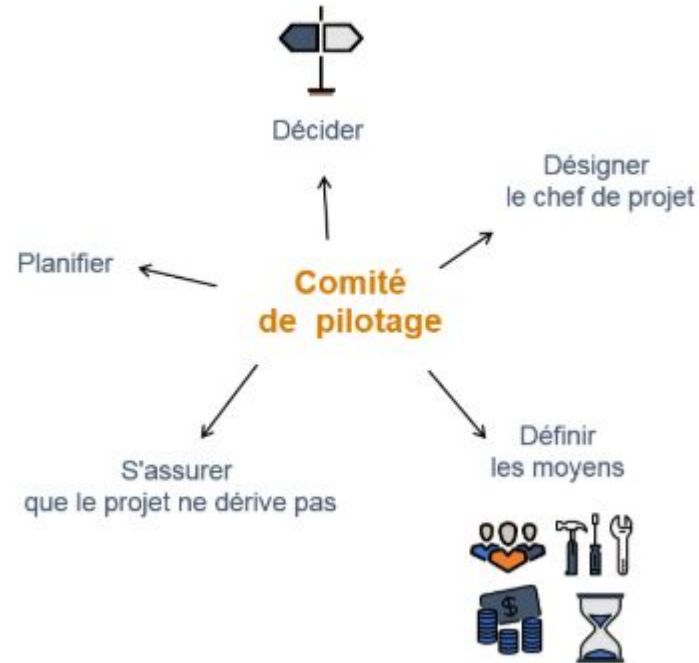 Décider
Désigner
le chef de projet
Planifier
Comité
de pilotage
S'assurer
que le projet ne dérive pas
Définir
les moyens
$